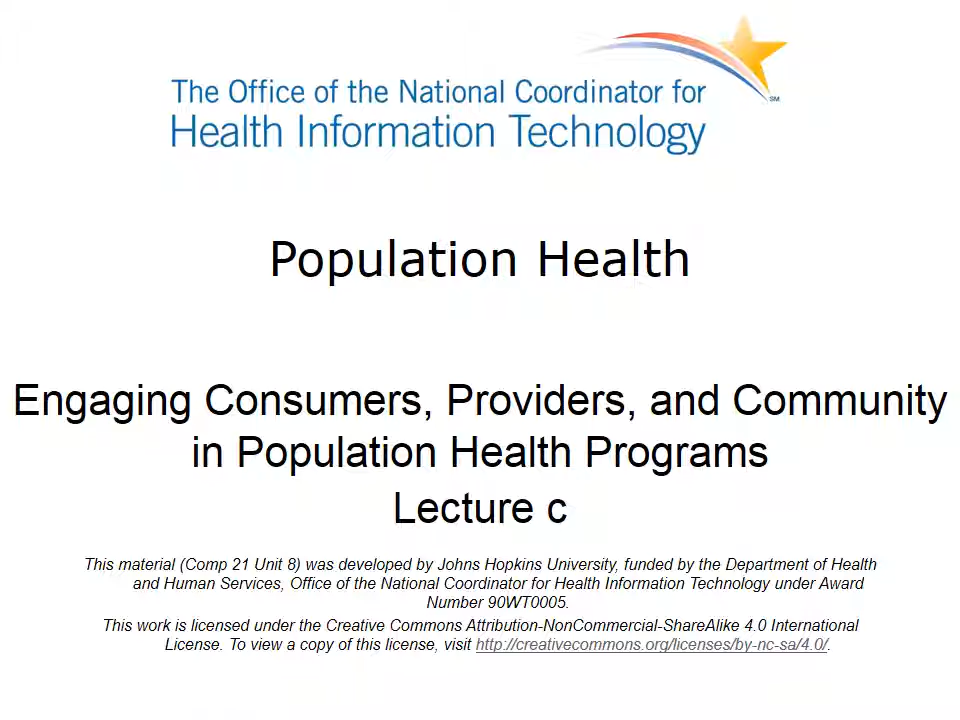 SM
The Office of the National Coordinator for
Health Information Technology
Population Health
Engaging Consumers, Providers, and Community
in Population Health Programs
Lecture c
This material (Comp 21 Unit 8) was developed by Johns Hopkins University, funded by the Department of Health
and Human Services, Office of the National Coordinator for Health Information Technology under Award
Number 90WT0005.
This work is licensed under the Creative Commons Attribution-NonCommercial-ShareAlike 4.0 International
License. To view a copy of this license, visit http://creativecommons.org/licenses/by-nc-sa/4.0/.